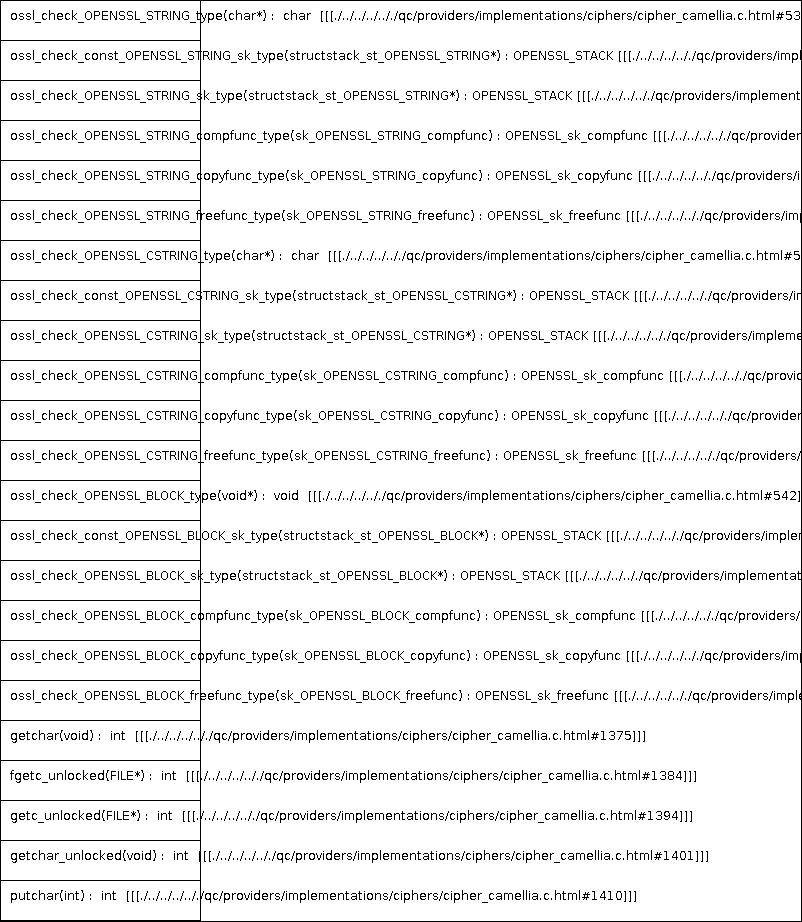 ossl_check_OPENSSL_STRING_type(char*) : char [[[./../../../../../qc/providers/implementations/ciphers/cipher_camellia.c.html#53
ossl_check_const_OPENSSL_STRING_sk_type(structstack_st_OPENSSL_STRING*) : OPENSSL_STACK [[[./../../../../../qc/providers/impl
ossl_check_OPENSSL_STRING_sk_type(structstack_st_OPENSSL_STRING*) : OPENSSL_STACK [[[./../../../../../qc/providers/implement
ossl_check_OPENSSL_STRING_compfunc_type(sk_OPENSSL_STRING_compfunc) : OPENSSL_sk_compfunc [[[./../../../../../qc/provider
ossl_check_OPENSSL_STRING_copyfunc_type(sk_OPENSSL_STRING_copyfunc) : OPENSSL_sk_copyfunc [[[./../../../../../qc/providers/i
ossl_check_OPENSSL_STRING_freefunc_type(sk_OPENSSL_STRING_freefunc) : OPENSSL_sk_freefunc [[[./../../../../../qc/providers/imp
ossl_check_OPENSSL_CSTRING_type(char*) : char [[[./../../../../../qc/providers/implementations/ciphers/cipher_camellia.c.html#5
ossl_check_const_OPENSSL_CSTRING_sk_type(structstack_st_OPENSSL_CSTRING*) : OPENSSL_STACK [[[./../../../../../qc/providers/in
ossl_check_OPENSSL_CSTRING_sk_type(structstack_st_OPENSSL_CSTRING*) : OPENSSL_STACK [[[./../../../../../qc/providers/impleme
ossl_check_OPENSSL_CSTRING_compfunc_type(sk_OPENSSL_CSTRING_compfunc) : OPENSSL_sk_compfunc [[[./../../../../../qc/provid
ossl_check_OPENSSL_CSTRING_copyfunc_type(sk_OPENSSL_CSTRING_copyfunc) : OPENSSL_sk_copyfunc [[[./../../../../../qc/provider
ossl_check_OPENSSL_CSTRING_freefunc_type(sk_OPENSSL_CSTRING_freefunc) : OPENSSL_sk_freefunc [[[./../../../../../qc/providers/
ossl_check_OPENSSL_BLOCK_type(void*) : void [[[./../../../../../qc/providers/implementations/ciphers/cipher_camellia.c.html#542]
ossl_check_const_OPENSSL_BLOCK_sk_type(structstack_st_OPENSSL_BLOCK*) : OPENSSL_STACK [[[./../../../../../qc/providers/implen
ossl_check_OPENSSL_BLOCK_sk_type(structstack_st_OPENSSL_BLOCK*) : OPENSSL_STACK [[[./../../../../../qc/providers/implementat
ossl_check_OPENSSL_BLOCK_compfunc_type(sk_OPENSSL_BLOCK_compfunc) : OPENSSL_sk_compfunc [[[./../../../../../qc/providers/
ossl_check_OPENSSL_BLOCK_copyfunc_type(sk_OPENSSL_BLOCK_copyfunc) : OPENSSL_sk_copyfunc [[[./../../../../../qc/providers/imp
ossl_check_OPENSSL_BLOCK_freefunc_type(sk_OPENSSL_BLOCK_freefunc) : OPENSSL_sk_freefunc [[[./../../../../../qc/providers/imple
getchar(void) : int [[[./../../../../../qc/providers/implementations/ciphers/cipher_camellia.c.html#1375]]]
fgetc_unlocked(FILE*) : int [[[./../../../../../qc/providers/implementations/ciphers/cipher_camellia.c.html#1384]]]
getc_unlocked(FILE*) : int [[[./../../../../../qc/providers/implementations/ciphers/cipher_camellia.c.html#1394]]]
getchar_unlocked(void) : int [[[./../../../../../qc/providers/implementations/ciphers/cipher_camellia.c.html#1401]]]
putchar(int) : int [[[./../../../../../qc/providers/implementations/ciphers/cipher_camellia.c.html#1410]]]